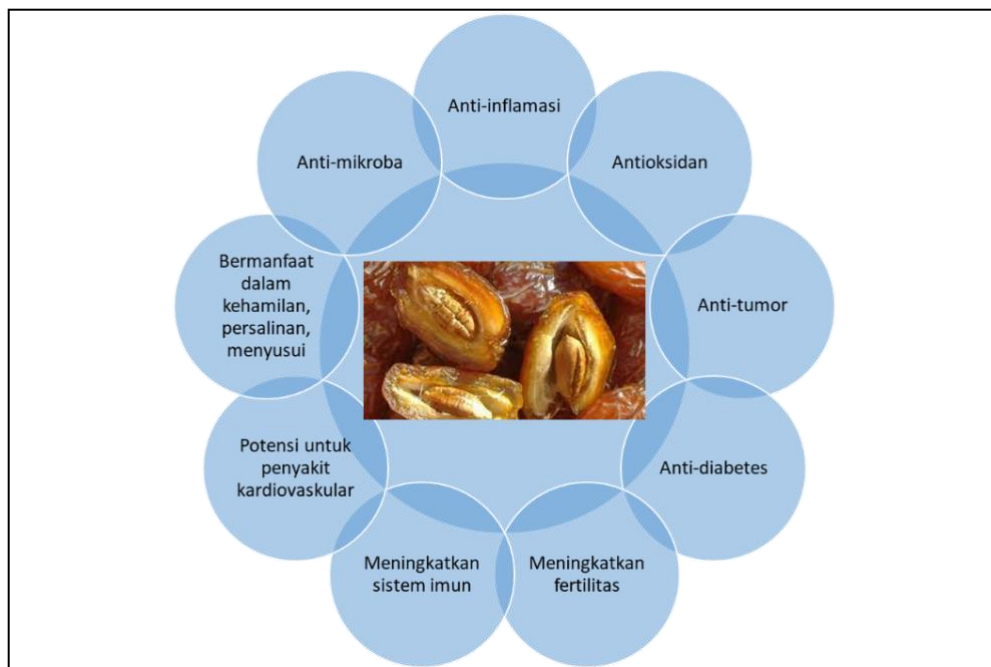 Anti-inflamasi
Antioksidan
Anti-tumor
Anti-diabetes
Meningkatkan
fertilitas
Meningkatkan
sistem imun
Potensi untuk
penyakit
kardiovaskular
Bermanfaat
dalam
kehamilan,
persalinan,
menyusui
Anti-mikroba